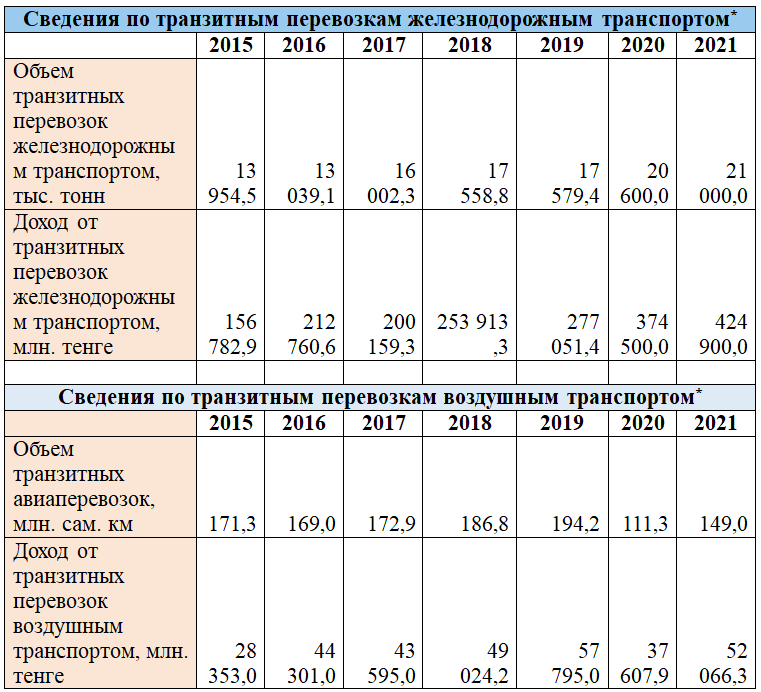 Сведения по транзитным перевозкам железнодорожным транспортом*
2015 2016 2017 2018 2019 2020 2021
Объем
транзитных
перевозок
железнодорожны
м транспортом, 13 13 16 17 17 20 21
тыс. тонн 954,5 039,1 002,3 558,8 579,4 600,0 000,0
Доход от
транзитных
перевозок
железнодорожны
м транспортом, 156 212 200 253 913 277 374 424
млн. тенге 782,9 760,6 159,3 ,3 051,4 500,0 900,0
Сведения по транзитным перевозкам воздушным транспортом*
2015 2016 2017 2018 2019 2020 2021
Объем
транзитных
авиаперевозок,
млн. сам. км 171,3 169,0 172,9 186,8 194,2 111,3 149,0
Доход от
транзитных
перевозок
воздушным
транспортом, млн. 28 44 43 49 57 37 52
тенге 353,0 301,0 595,0 024,2 795,0 607,9 066,3